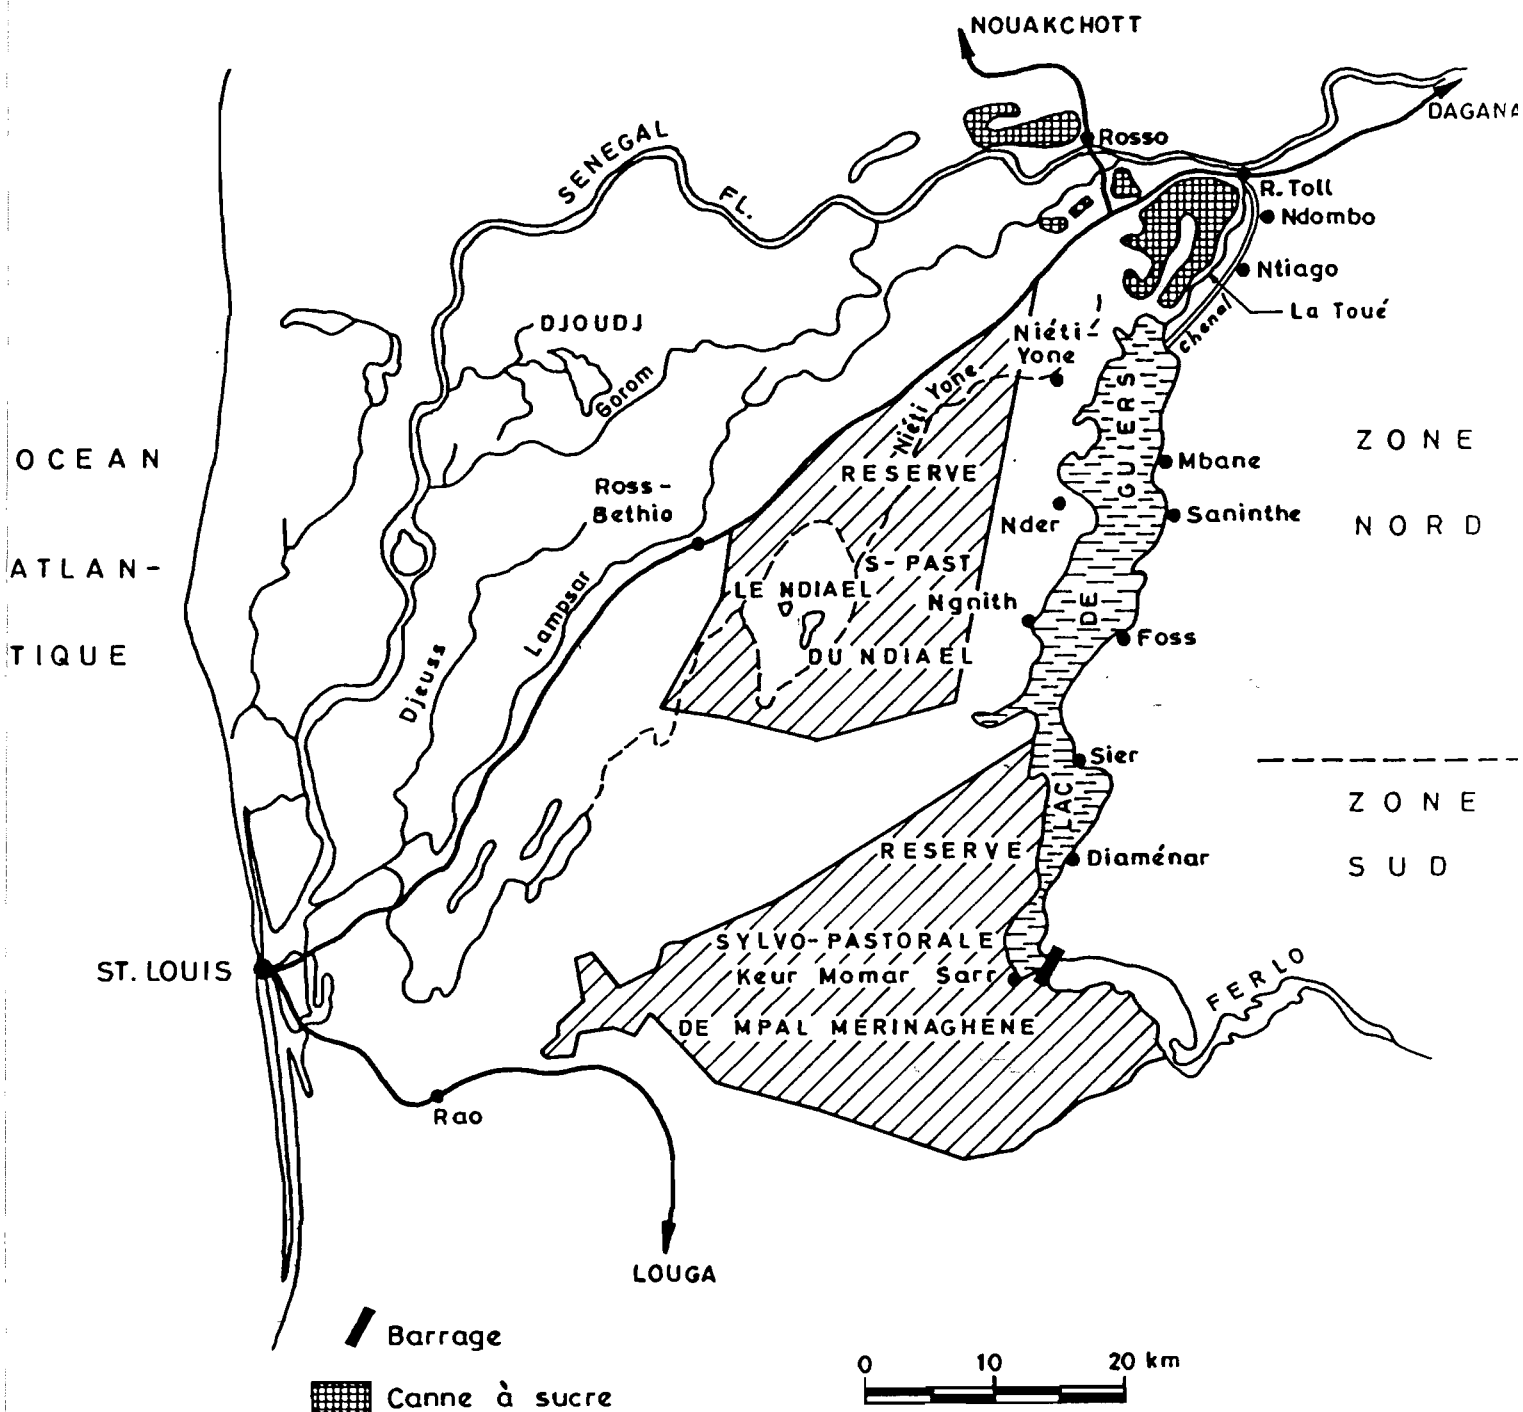 NOUAKCHOTT
DAGANA
Rosso
SENEGAL
FL.
R. Toll
Ndombo
Ntiago
La Toué
chenal
DJOUDJ
Gorom
Niéti-
Yone
Niéti Yone
OCEAN
ATLAN-
TIQUE
ZONE
NORD
Mbane
Saninthe
Nder
Ross-
Bethio
RESERVE
S-PAST
DU NDIAEL
LE NDIAEL
Ngnith
Foss
LAC DE GUIERS
Lampsar
Djeuss
Sier
ZONE
SUD
Diaménar
RESERVE
SYLVO-PASTORALE
Keur Momar Sarr
DE MPAL MERINAGHENE
FERLO
ST. LOUIS
Rao
LOUGA
Barrage
Canne à sucre
0 10 20 km